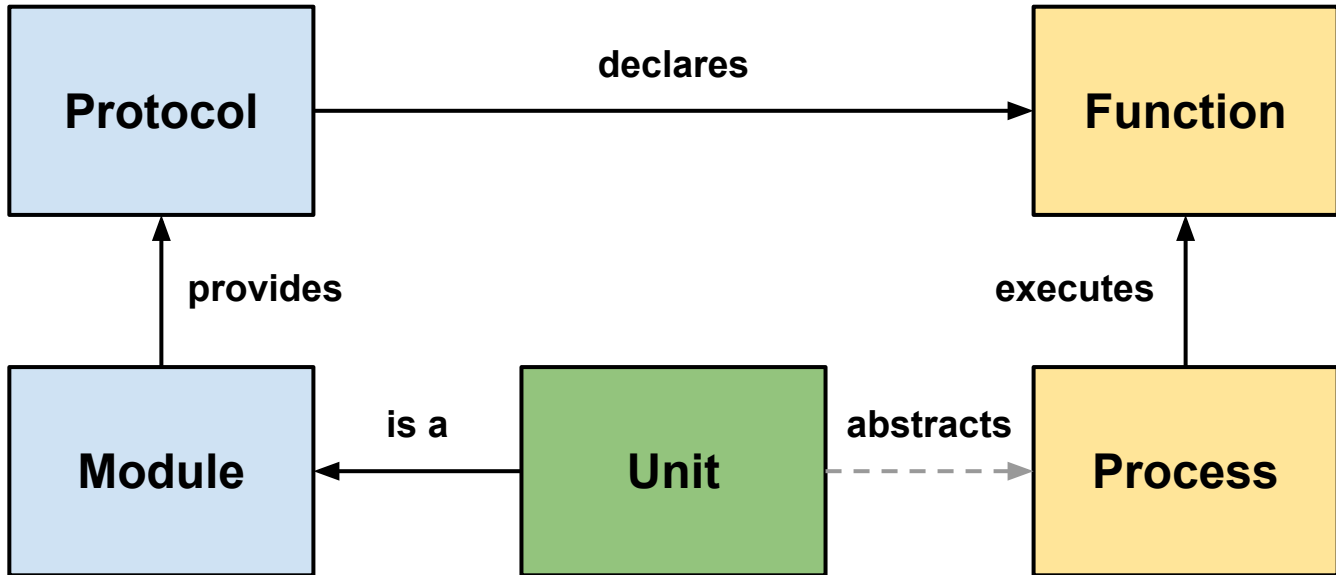 declares
Protocol
Function
provides
executes
is a
abstracts
Module
Unit
Process